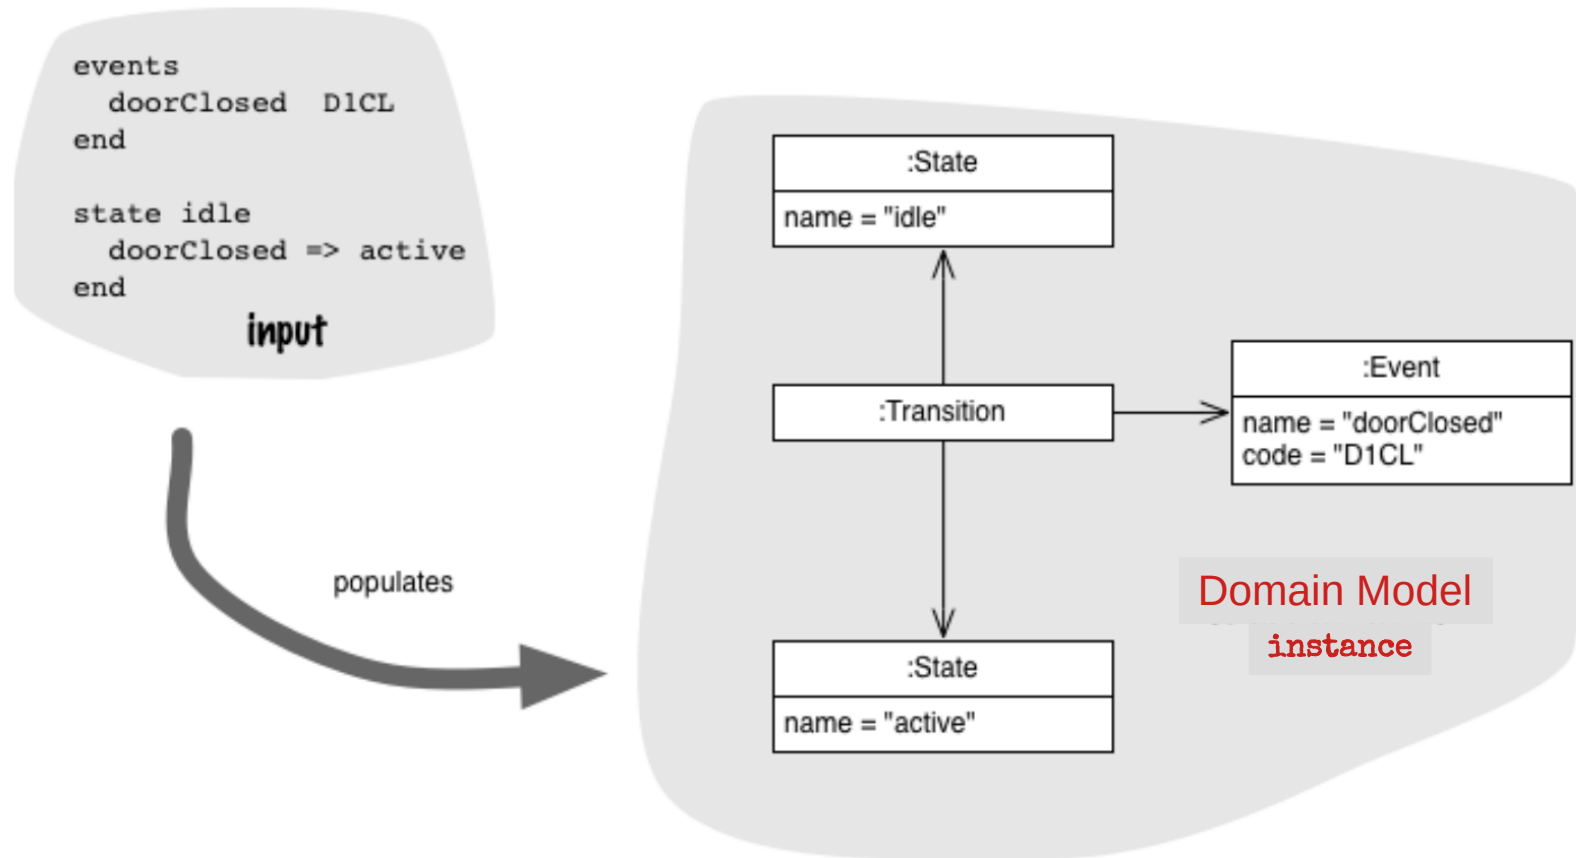 events
doorClosed D1CL
end
state idle
doorClosed => active
end
input
populates
:State
name = "idle"
:Transition
:Event
name = "doorClosed"
code = "D1CL"
Domain Model
instance
:State
name = "active"